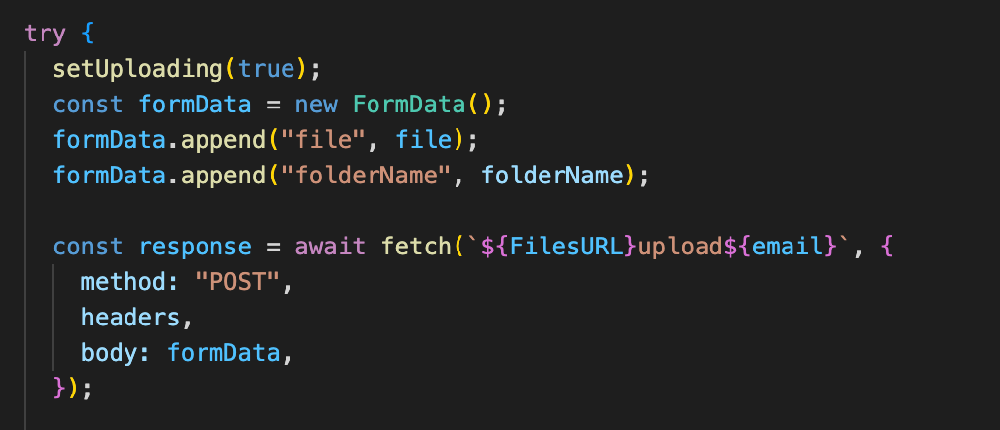 try {
setUploading(true);
const formData = new FormData();
formData.append("file", file);
formData.append("folderName", folderName);
const response = await fetch(`${FilesURL}upload${email}`, {
method: "POST",
headers,
body: formData,
});